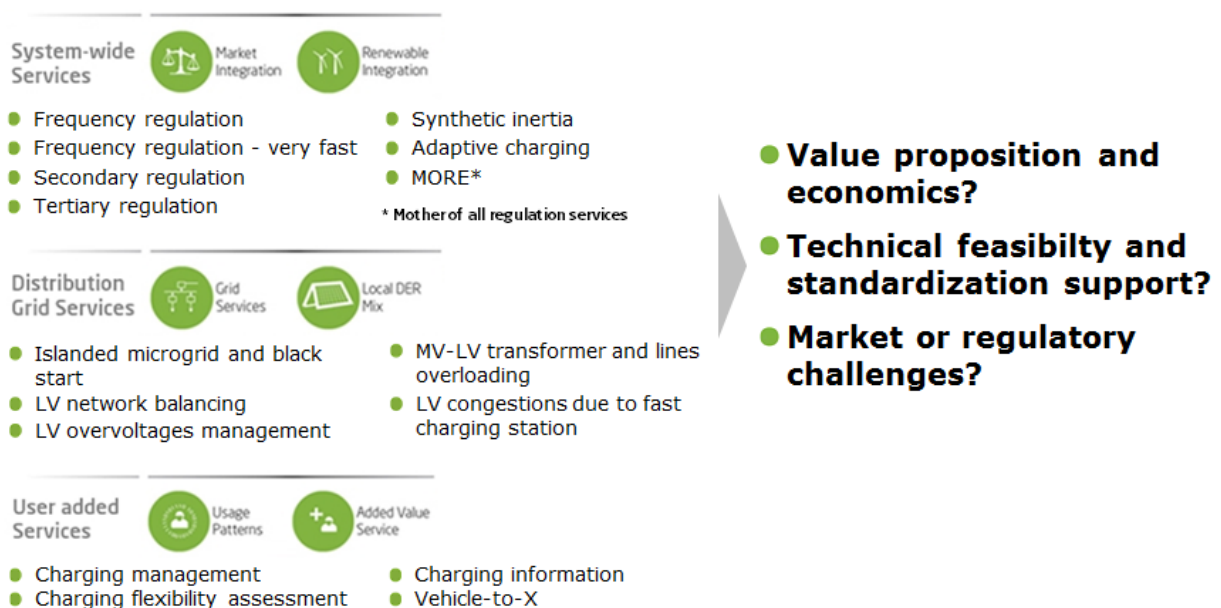 System-wide
Services
Market
Integration
Renewable
Integration
Frequency regulation
Frequency regulation - very fast
Secondary regulation
Tertiary regulation
Synthetic inertia
Adaptive charging
MORE*
* Mother of all regulation services
Distribution
Grid Services
Grid
Services
Local DER
Mix
Islanded microgrid and black
start
LV network balancing
LV overvoltages management
MV-LV transformer and lines
overloading
LV congestions due to fast
charging station
User added
Services
Usage
Patterns
Added Value
Service
Charging management
Charging flexibility assessment
Charging information
Vehicle-to-X
Value proposition and
economics?
Technical feasibilty and
standardization support?
Market or regulatory
challenges?